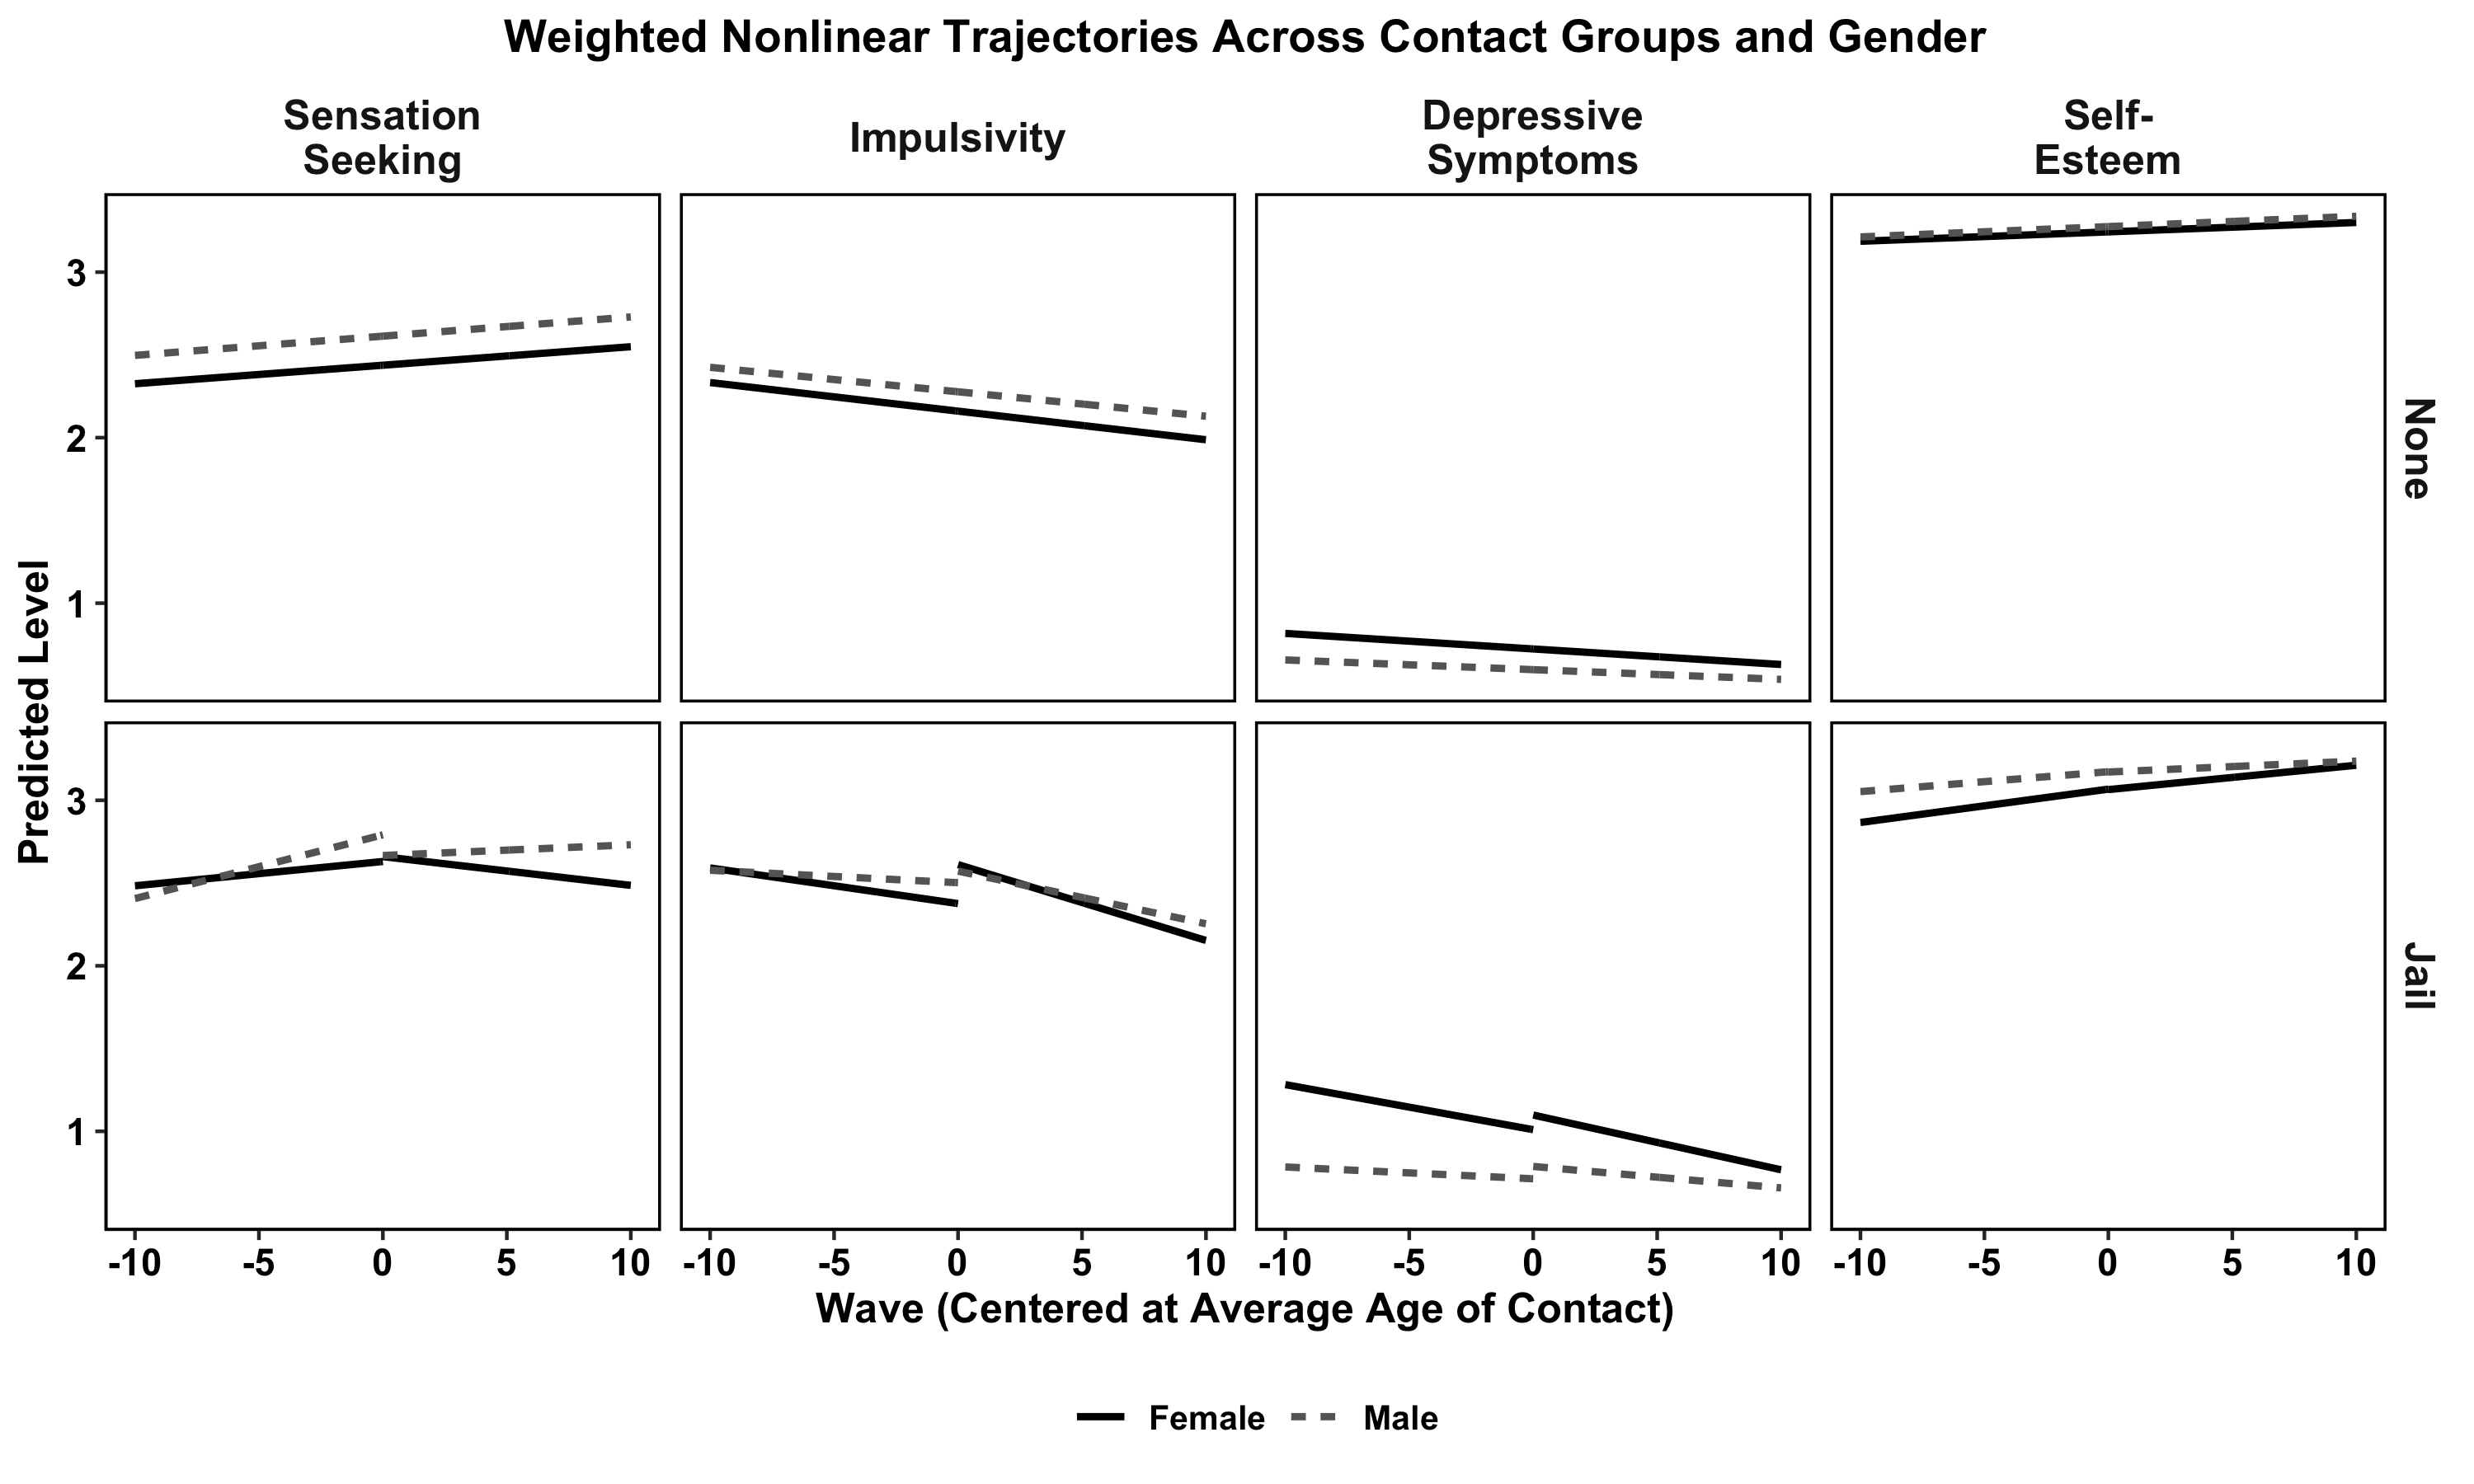 Weighted Nonlinear Trajectories Across Contact Groups and Gender
Sensation
Seeking
Impulsivity
Depressive
Symptoms
Self-
Esteem
Predicted Level
3
2
1
None
3
2
1
Jail
-10 -5 0 5 10 -10 -5 0 5 10 -10 -5 0 5 10 -10 -5 0 5 10
Wave (Centered at Average Age of Contact)
Female Male